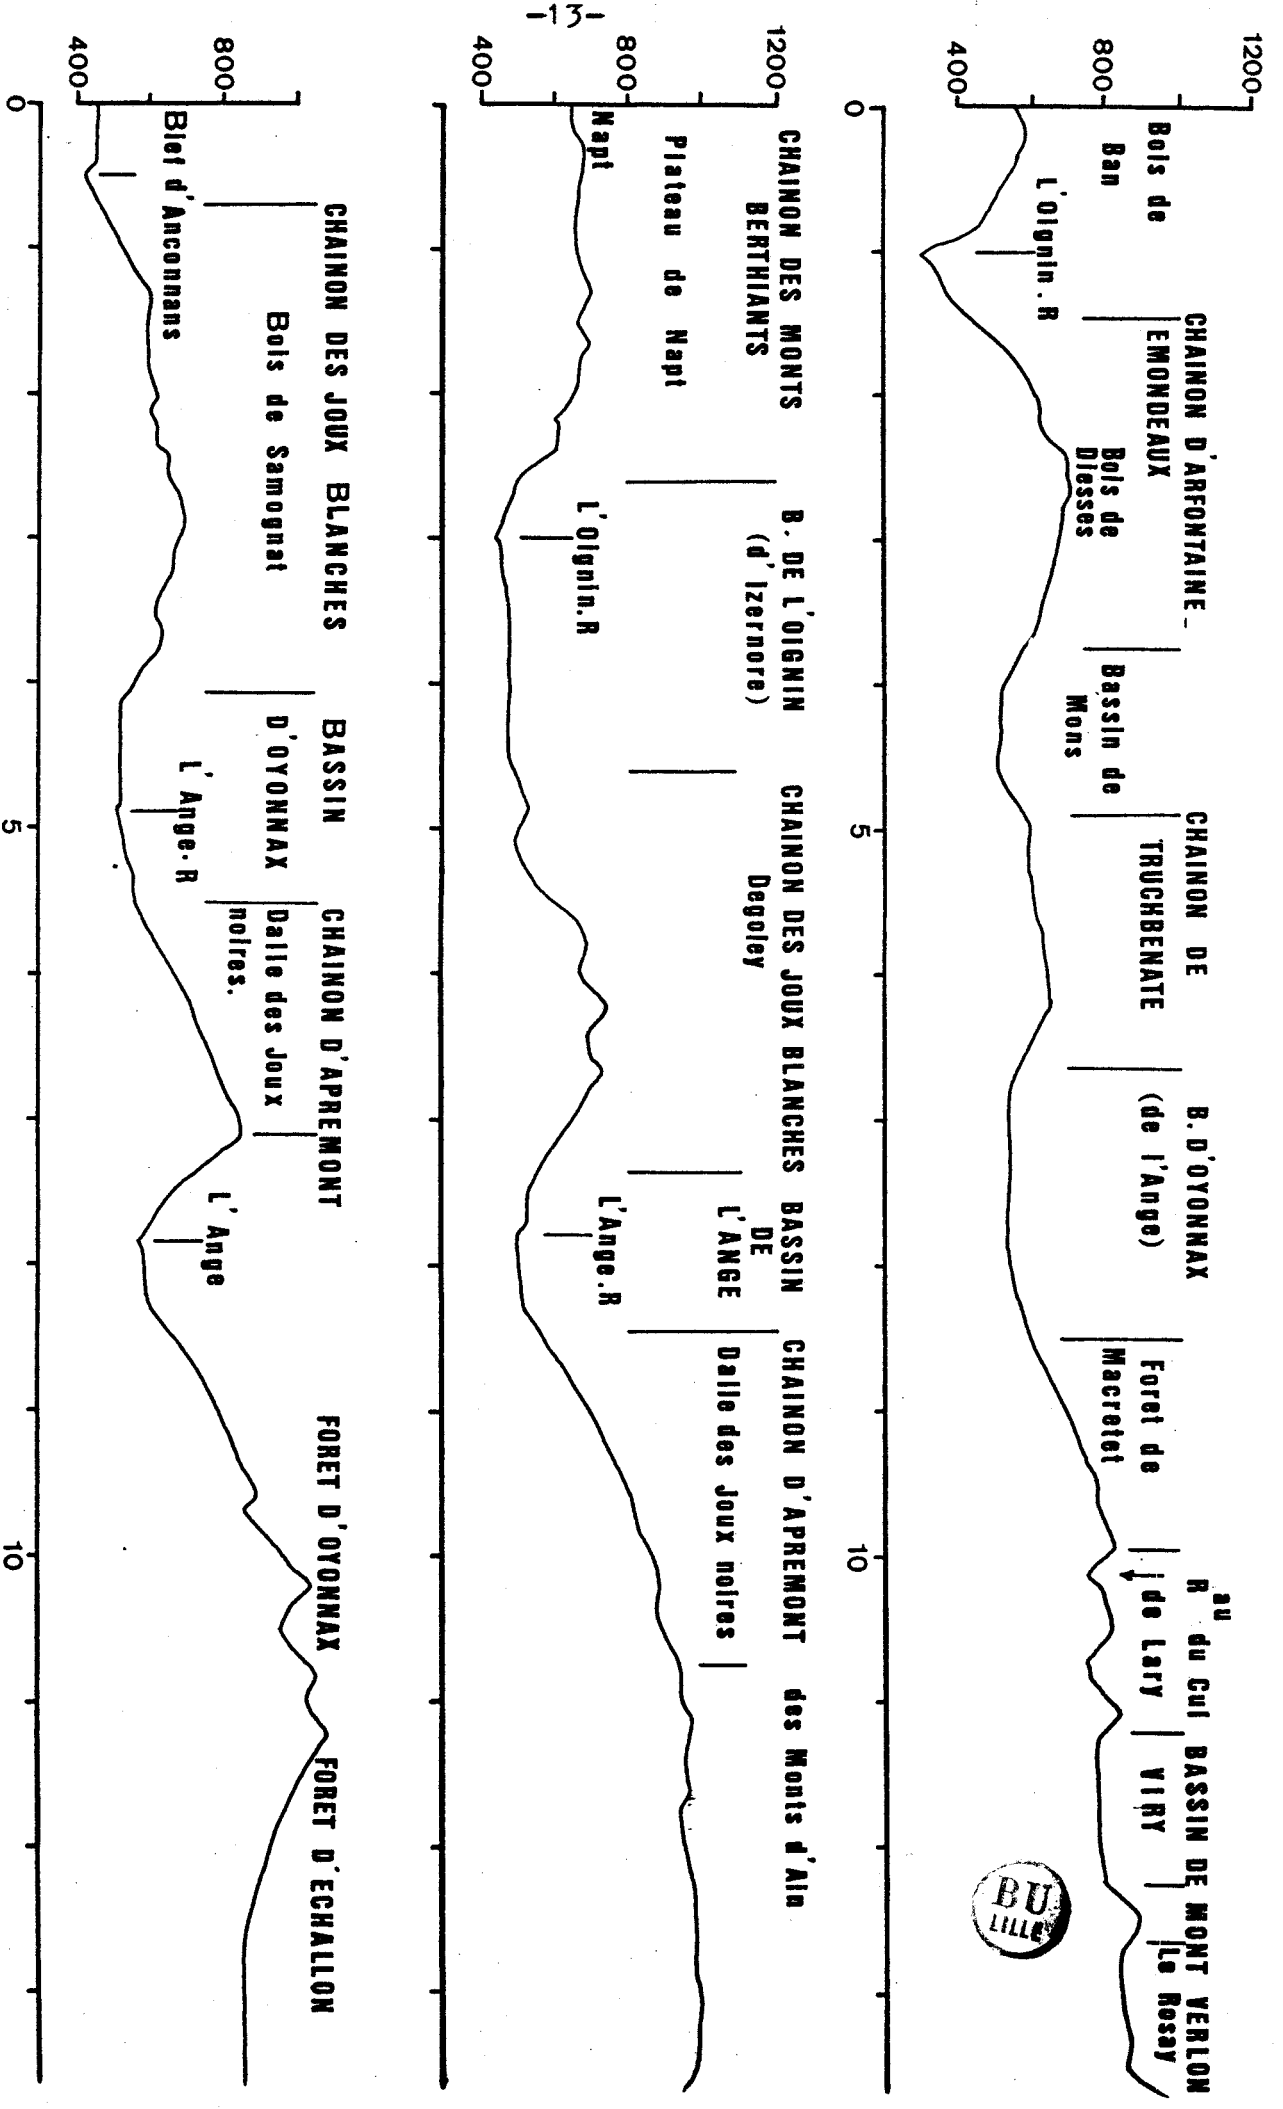 -13-
1200
800
400
0
5
10
Bois de
Ban
L'Oignin.R
CHAINON D'ARFONTAINE_
EMONDEAUX
Bois de
Diesses
Bassin de
Mons
CHAINON DE
TRUCHBENATE
B. D'OYONNAX
(de l'Ange)
Foret de
Macretet
R au du Cul
de Lary
BASSIN DE MONT VERLON
VIRY
Le Rosay
BU
LILLE
1200
800
400
CHAINON DES MONTS
BERTHIANTS
Plateau de Napt
Napt
B. DE L'OIGNIN
(d'Izernore)
L'Oignin.R
CHAINON DES JOUX BLANCHES
Degoley
BASSIN
DE
L'ANGE
L'Ange.R
CHAINON D'APREMONT des Monts d'Ain
Dalle des Joux noires
800
400
0
5
10
Bief d'Anconnans
CHAINON DES JOUX BLANCHES
Bois de Samognat
BASSIN
D'OYONNAX
L'Ange.R
CHAINON D'APREMONT
Dalle des Joux
noires.
L'Ange
FORET D'OYONNAX
FORET D'ECHALLON